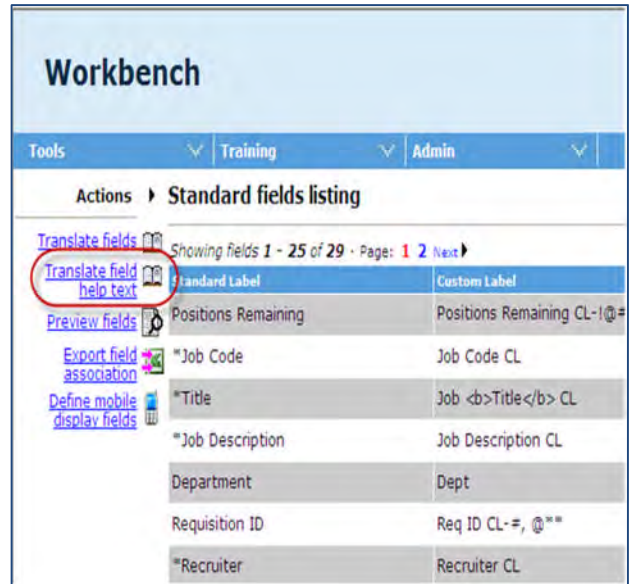 Workbench
Tools Training Admin
Actions Standard fields listing
Translate fields
Showing fields 1 - 25 of 29 · Page: 1 2 Next
Translate field
help text
Standard Label Custom Label
Preview fields
Positions Remaining Positions Remaining CL-!@#
Export field
association
*Job Code Job Code CL
Define mobile
display fields
*Title Job <b>Title</b> CL
*Job Description Job Description CL
Department Dept
Requisition ID Req ID CL-#, @**
*Recruiter Recruiter CL